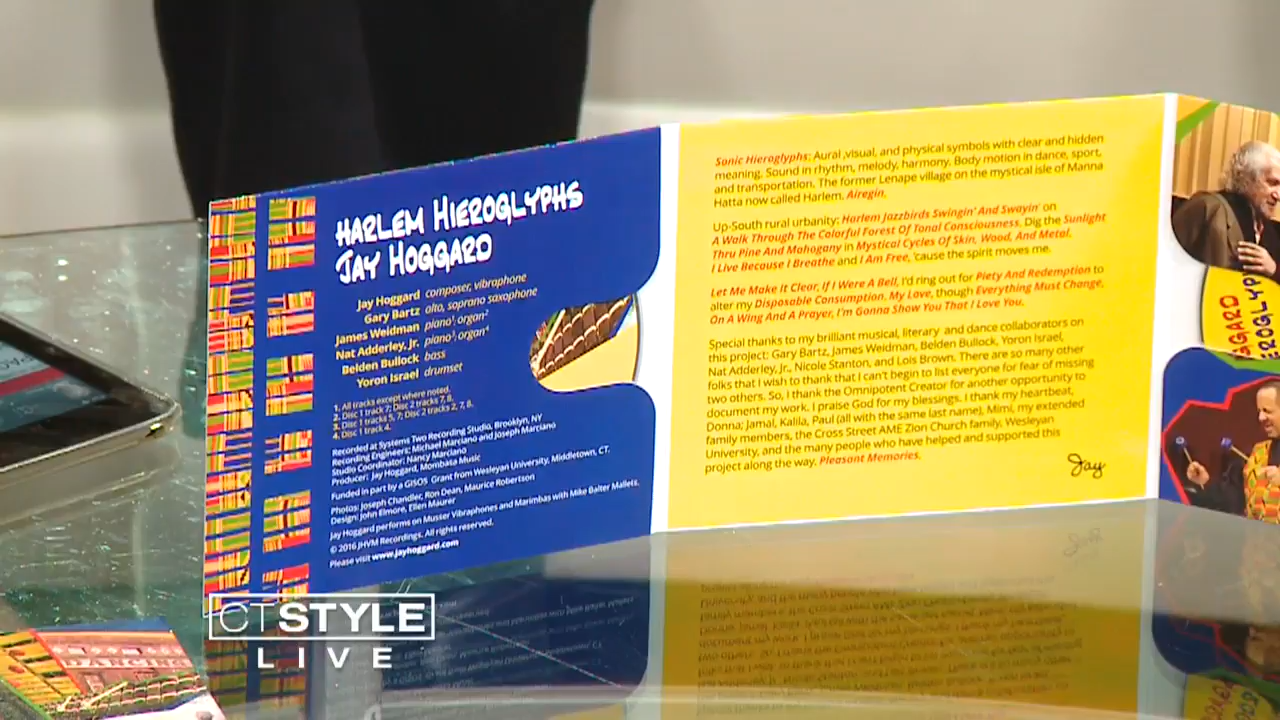 HARLEM HIEROGLYPHS
JAY HOGGARD
Jay Hoggard composer, vibraphone
Gary Bartz alto, soprano saxophone
James Weidman piano¹, organ²
Nat Adderley, Jr. piano³, organ⁴
Belden Bullock bass
Yoron Israel drumset
1. All tracks except where noted.
2. Disc 1 track 7; Disc 2 tracks 7, 8.
3. Disc 1 tracks 5, 7; Disc 2 tracks 2, 7, 8.
4. Disc 1 track 4.
Recorded at Systems Two Recording Studio, Brooklyn, NY
Recording Engineers: Michael Marciano and Joseph Marciano
Studio Coordinator: Nancy Marciano
Producer: Jay Hoggard, Mombasa Music
Funded in part by a GISOS Grant from Wesleyan University, Middletown, CT.
Photos: Joseph Chandler, Ron Dean, Maurice Robertson
Design: John Elmore, Ellen Maurer
Jay Hoggard performs on Musser Vibraphones and Marimbas with Mike Balter Mallets.
© 2016 JHVM Recordings. All rights reserved.
Please visit www.jayhoggard.com
Sonic Hieroglyphs: Aural ,visual, and physical symbols with clear and hidden
meaning. Sound in rhythm, melody, harmony. Body motion in dance, sport,
and transportation. The former Lenape village on the mystical isle of Manna
Hatta now called Harlem. Airegin.
Up-South rural urbanity: Harlem Jazzbirds Swingin' And Swayin' on
A Walk Through The Colorful Forest Of Tonal Consciousness. Dig the Sunlight
Thru Pine And Mahogany in Mystical Cycles Of Skin, Wood, And Metal.
I Live Because I Breathe and I Am Free, 'cause the spirit moves me.
Let Me Make It Clear, If I Were A Bell, I'd ring out for Piety And Redemption to
alter my Disposable Consumption. My Love, though Everything Must Change,
On A Wing And A Prayer, I'm Gonna Show You That I Love You.
Special thanks to my brilliant musical, literary and dance collaborators on
this project: Gary Bartz, James Weidman, Belden Bullock, Yoron Israel,
Nat Adderley, Jr., Nicole Stanton, and Lois Brown. There are so many other
folks that I wish to thank that I can't begin to list everyone for fear of missing
two others. So, I thank the Omnipotent Creator for another opportunity to
document my work. I praise God for my blessings. I thank my heartbeat,
Donna; Jamal, Kalila, Paul (all with the same last name), Mimi, my extended
family members, the Cross Street AME Zion Church family, Wesleyan
University, and the many people who have helped and supported this
project along the way. Pleasant Memories.
Jay
CT STYLE
LIVE
DANCING